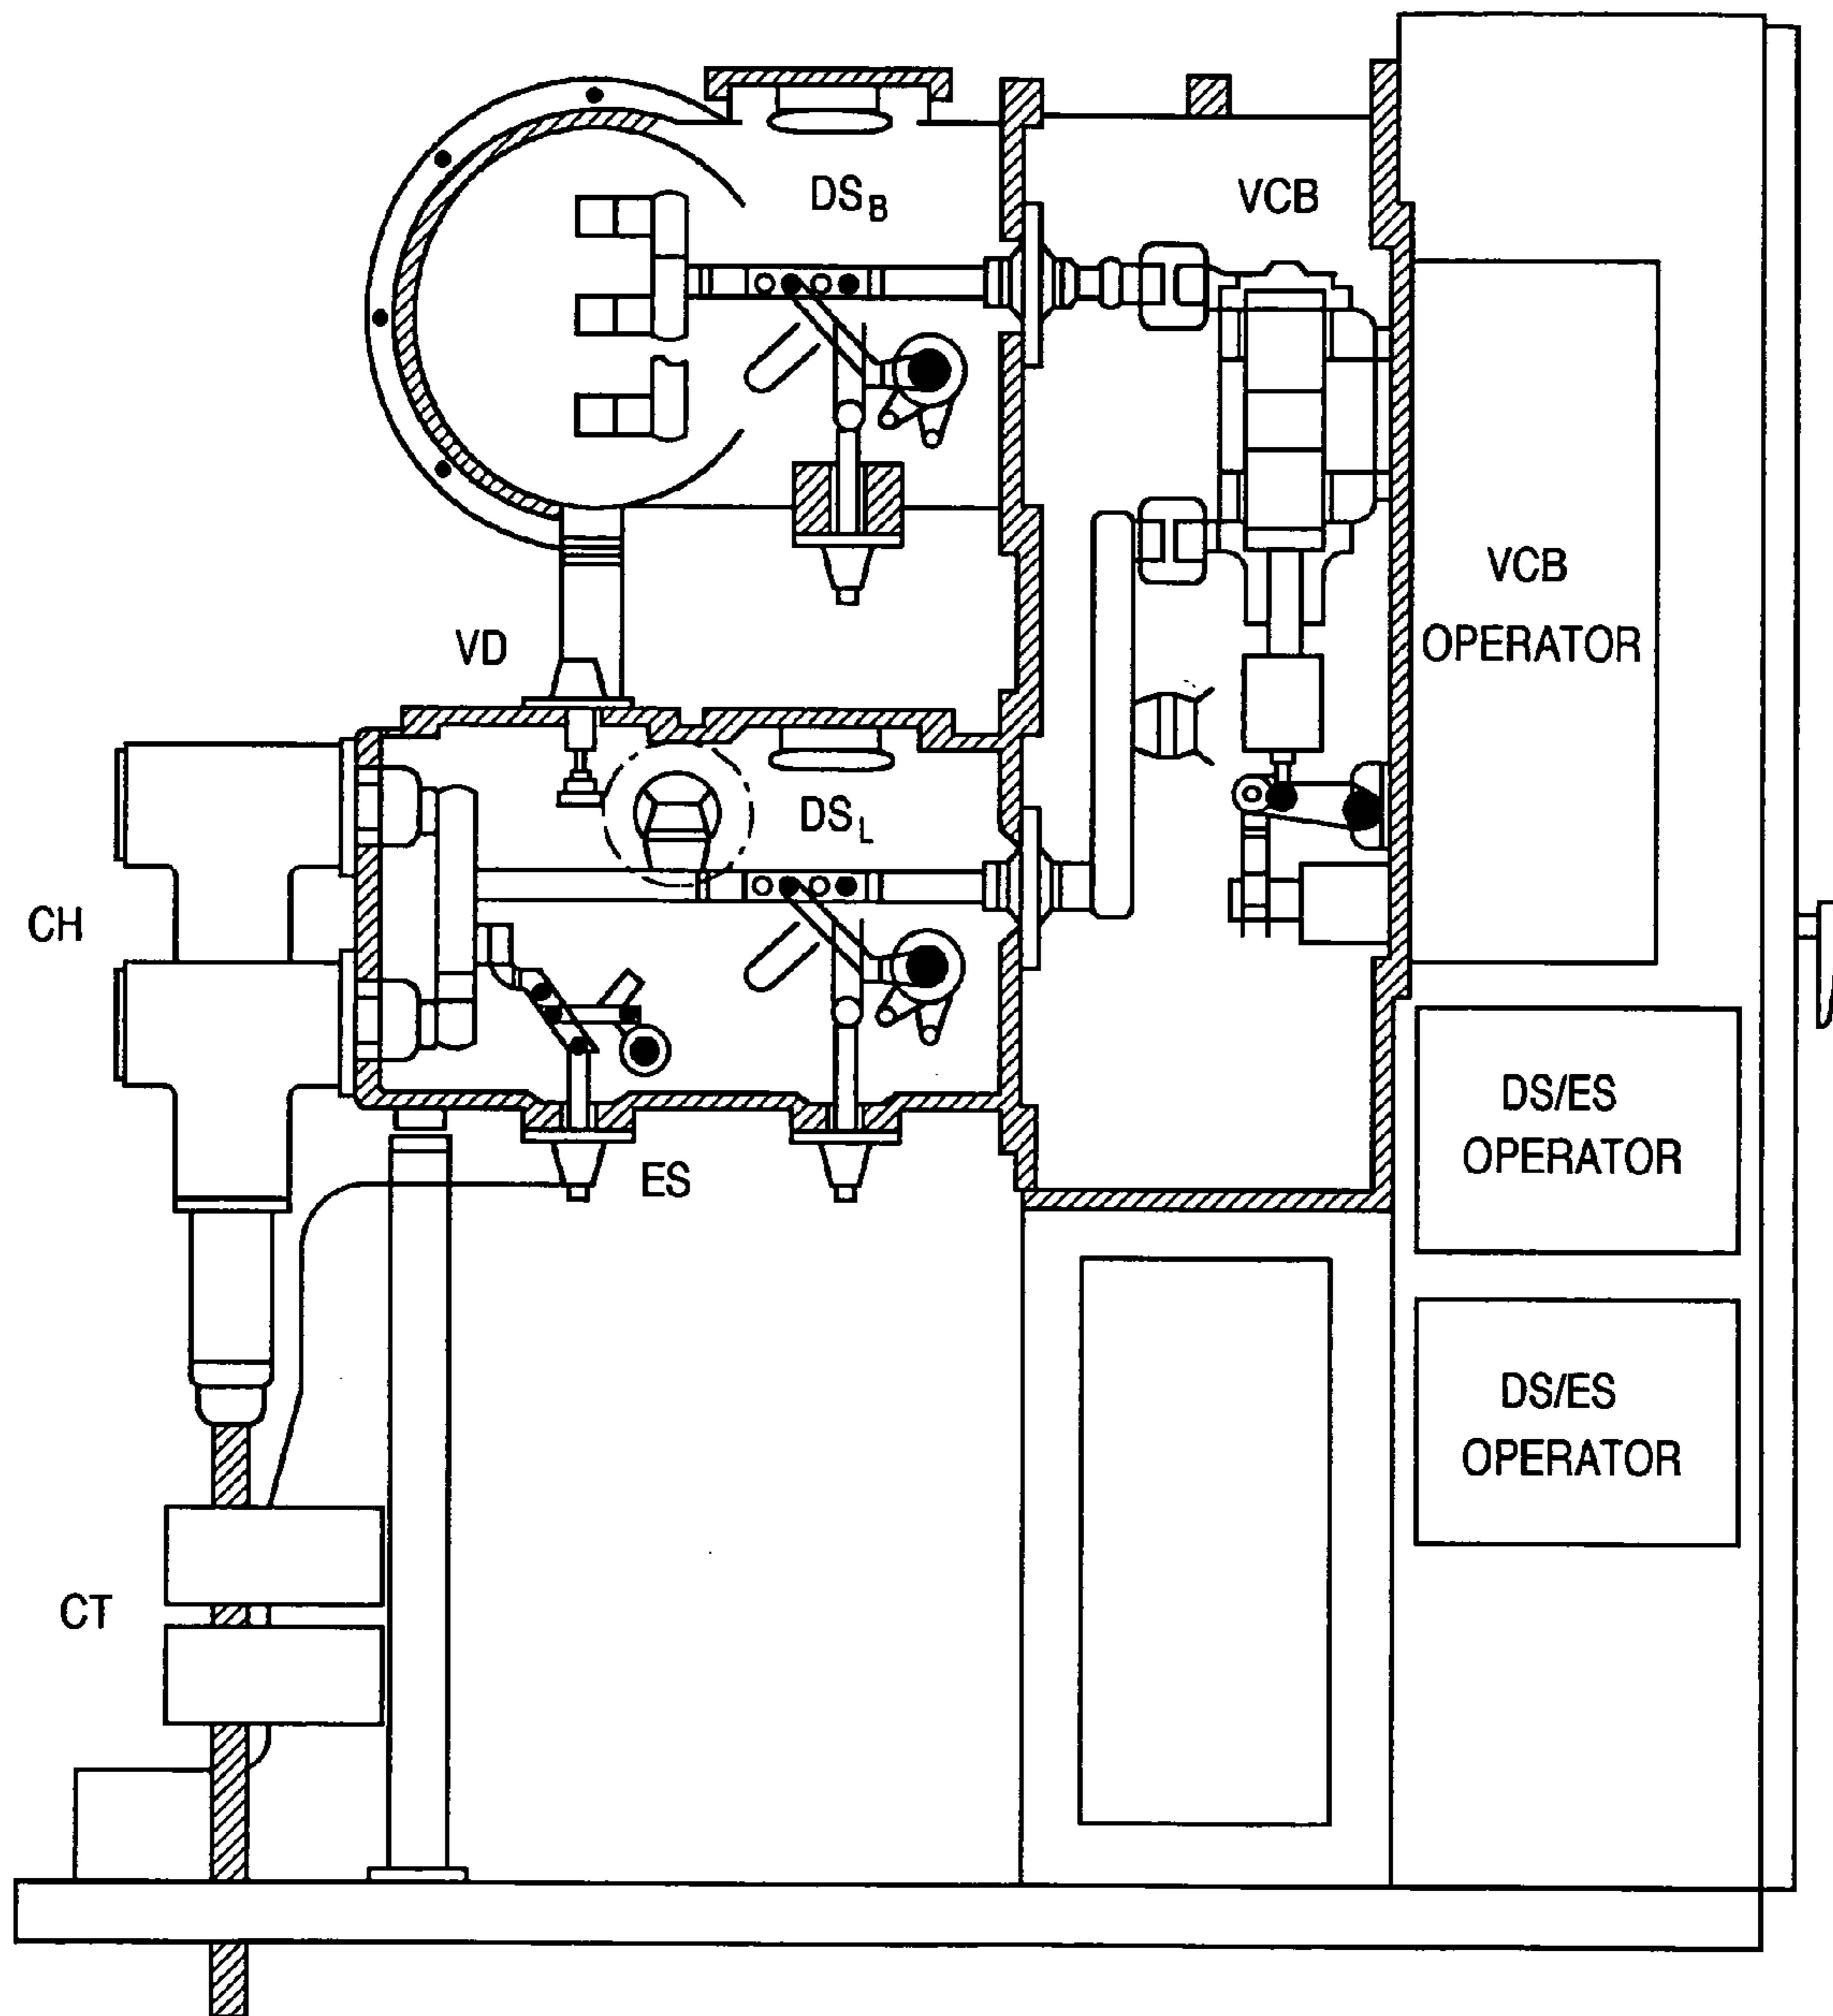 DS_B
VCB
VCB
OPERATOR
VD
DS_L
CH
DS/ES
OPERATOR
ES
DS/ES
OPERATOR
CT